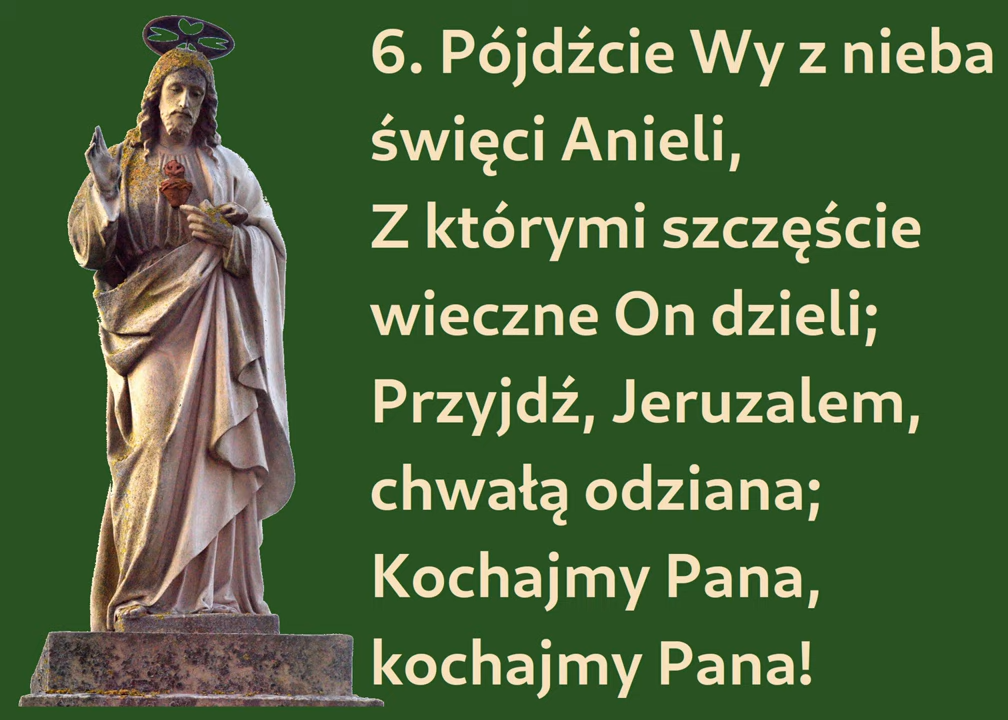 6. Pójdźcie Wy z nieba
święci Anieli,
Z którymi szczęście
wieczne On dzieli;
Przyjdź, Jeruzalem,
chwałą odziana;
Kochajmy Pana,
kochajmy Pana!